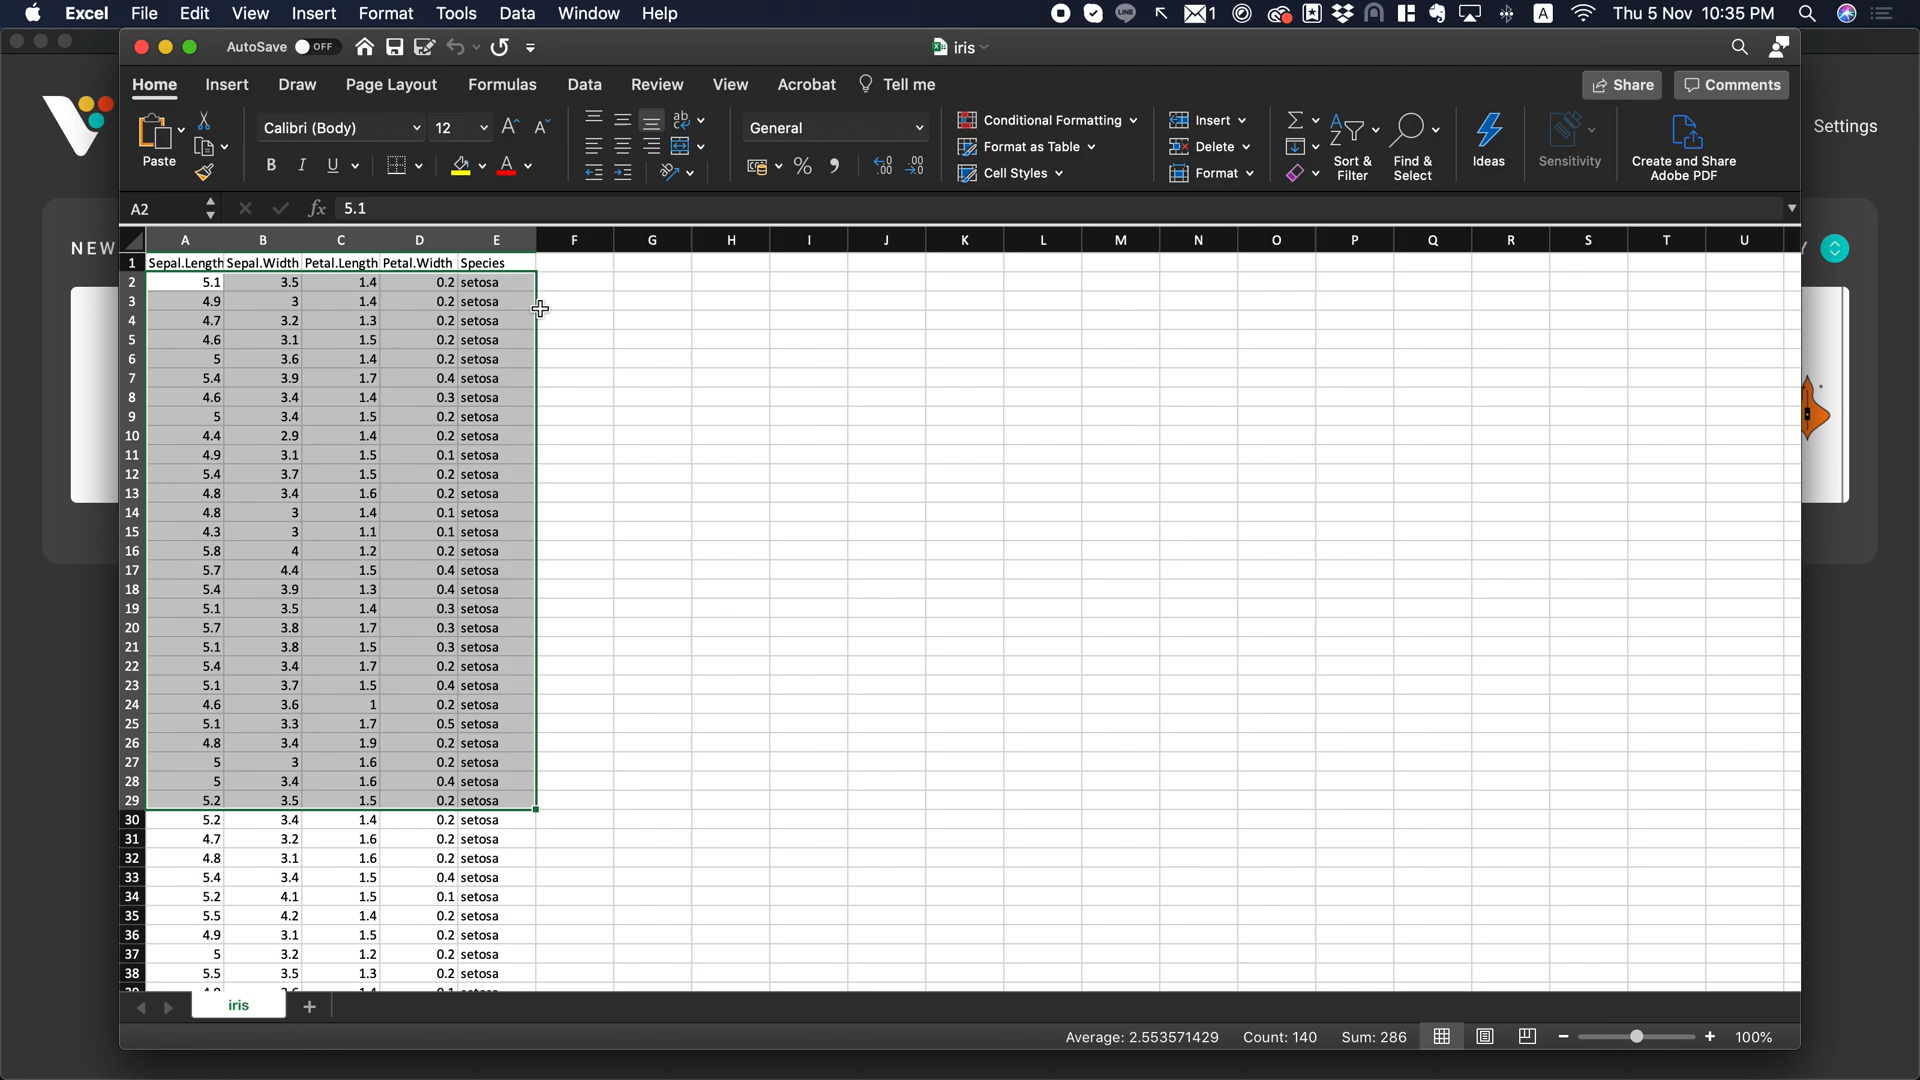 Excel File Edit View Insert Format Tools Data Window Help LINE 1 A Thu 5 Nov 10:35 PM
AutoSave OFF iris
Home Insert Draw Page Layout Formulas Data Review View Acrobat Tell me Share Comments
Paste Calibri (Body) 12 General Conditional Formatting Format as Table Cell Styles Insert Delete Format Sort & Filter Find & Select Ideas Sensitivity Create and Share Adobe PDF Settings
A2 fx 5.1
NEW
A B C D E F G H I J K L M N O P Q R S T U
1 Sepal.Length Sepal.Width Petal.Length Petal.Width Species
2 5.1 3.5 1.4 0.2 setosa
3 4.9 3 1.4 0.2 setosa
4 4.7 3.2 1.3 0.2 setosa
5 4.6 3.1 1.5 0.2 setosa
6 5 3.6 1.4 0.2 setosa
7 5.4 3.9 1.7 0.4 setosa
8 4.6 3.4 1.4 0.3 setosa
9 5 3.4 1.5 0.2 setosa
10 4.4 2.9 1.4 0.2 setosa
11 4.9 3.1 1.5 0.1 setosa
12 5.4 3.7 1.5 0.2 setosa
13 4.8 3.4 1.6 0.2 setosa
14 4.8 3 1.4 0.1 setosa
15 4.3 3 1.1 0.1 setosa
16 5.8 4 1.2 0.2 setosa
17 5.7 4.4 1.5 0.4 setosa
18 5.4 3.9 1.3 0.4 setosa
19 5.1 3.5 1.4 0.3 setosa
20 5.7 3.8 1.7 0.3 setosa
21 5.1 3.8 1.5 0.3 setosa
22 5.4 3.4 1.7 0.2 setosa
23 5.1 3.7 1.5 0.4 setosa
24 4.6 3.6 1 0.2 setosa
25 5.1 3.3 1.7 0.5 setosa
26 4.8 3.4 1.9 0.2 setosa
27 5 3 1.6 0.2 setosa
28 5 3.4 1.6 0.4 setosa
29 5.2 3.5 1.5 0.2 setosa
30 5.2 3.4 1.4 0.2 setosa
31 4.7 3.2 1.6 0.2 setosa
32 4.8 3.1 1.6 0.2 setosa
33 5.4 3.4 1.5 0.4 setosa
34 5.2 4.1 1.5 0.1 setosa
35 5.5 4.2 1.4 0.2 setosa
36 4.9 3.1 1.5 0.2 setosa
37 5 3.2 1.2 0.2 setosa
38 5.5 3.5 1.3 0.2 setosa
iris
Average: 2.553571429 Count: 140 Sum: 286 100%